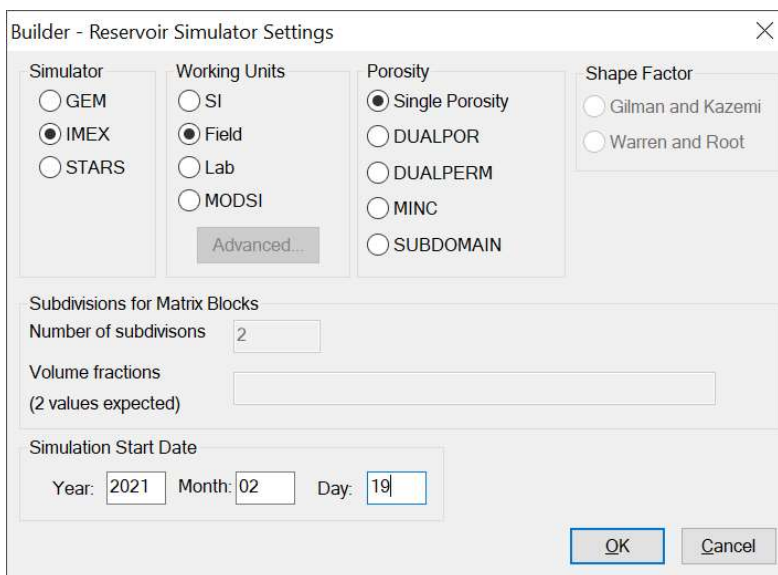 Builder - Reservoir Simulator Settings
Simulator
GEM
IMEX
STARS
Working Units
SI
Field
Lab
MODSI
Advanced...
Porosity
Single Porosity
DUALPOR
DUALPERM
MINC
SUBDOMAIN
Shape Factor
Gilman and Kazemi
Warren and Root
Subdivisions for Matrix Blocks
Number of subdivisons 2
Volume fractions
(2 values expected)
Simulation Start Date
Year: 2021 Month: 02 Day: 19
OK Cancel